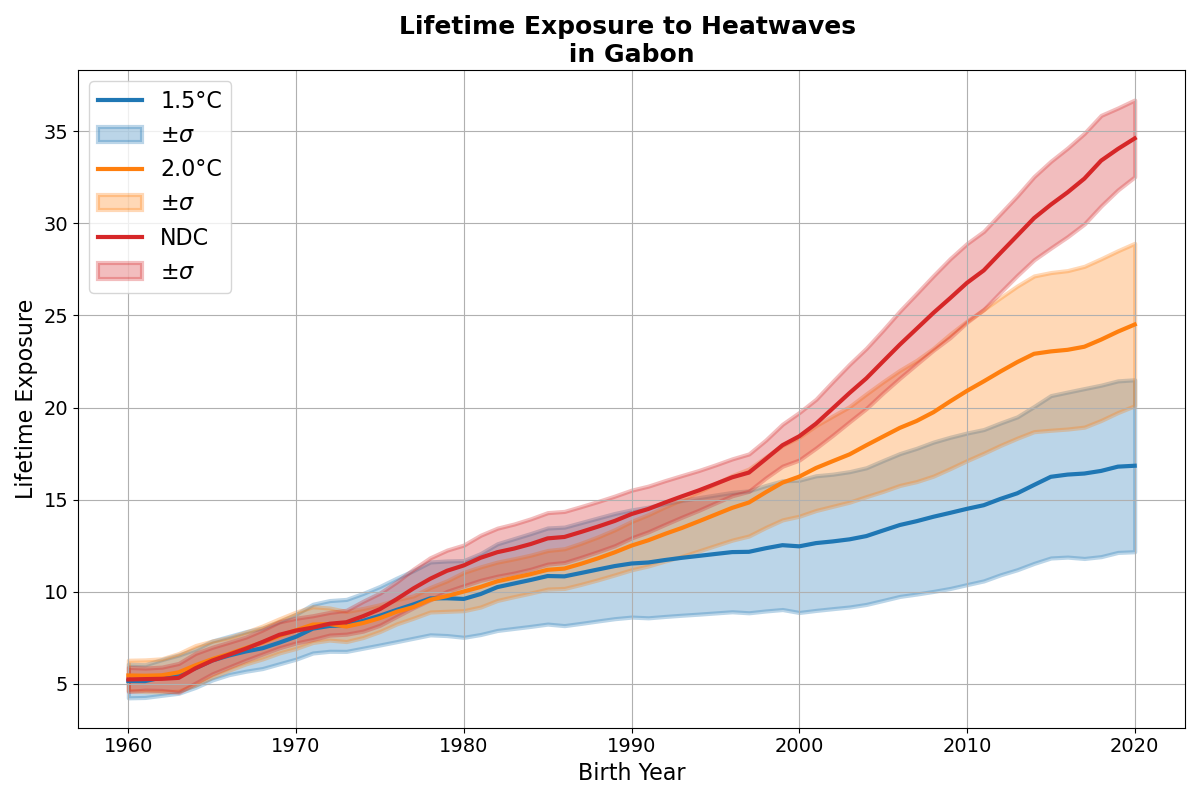 Lifetime Exposure to Heatwaves
in Gabon
1.5°C
±σ
2.0°C
±σ
NDC
±σ
Lifetime Exposure
35
30
25
20
15
10
5
1960
1970
1980
1990
2000
2010
2020
Birth Year